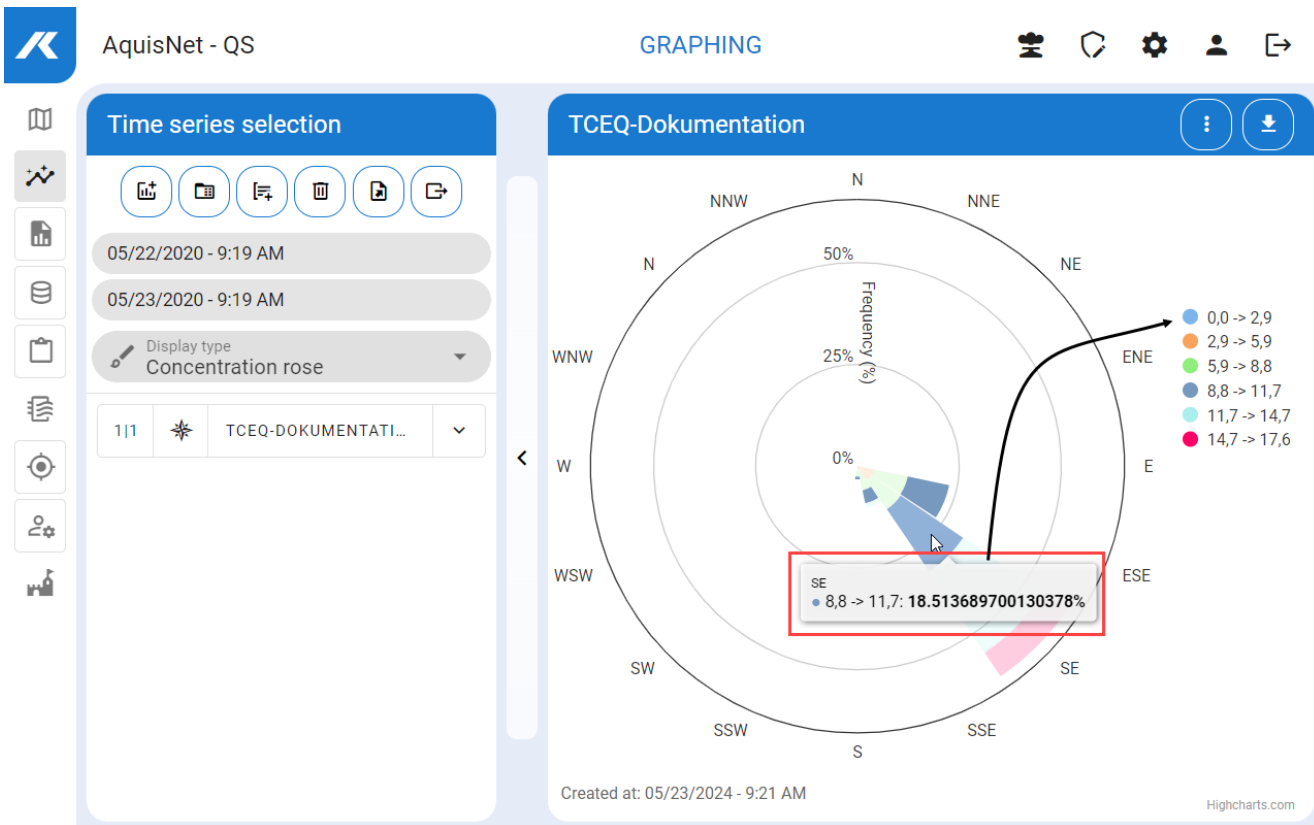 AquisNet - QS
GRAPHING
Time series selection
05/22/2020 - 9:19 AM
05/23/2020 - 9:19 AM
Display type
Concentration rose
1|1
TCEQ-DOKUMENTATI...
TCEQ-Dokumentation
N
NNW
NNE
N
NE
WNW
ENE
W
E
WSW
ESE
SW
SE
SSW
SSE
S
50%
25%
0%
Frequency (%)
SE
8,8 -> 11,7: 18.513689700130378%
0,0 -> 2,9
2,9 -> 5,9
5,9 -> 8,8
8,8 -> 11,7
11,7 -> 14,7
14,7 -> 17,6
Created at: 05/23/2024 - 9:21 AM
Highcharts.com